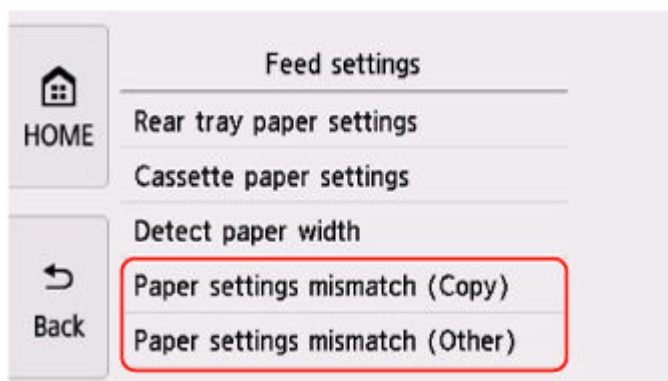 Feed settings
HOME
Rear tray paper settings
Cassette paper settings
Detect paper width
Back
Paper settings mismatch (Copy)
Paper settings mismatch (Other)